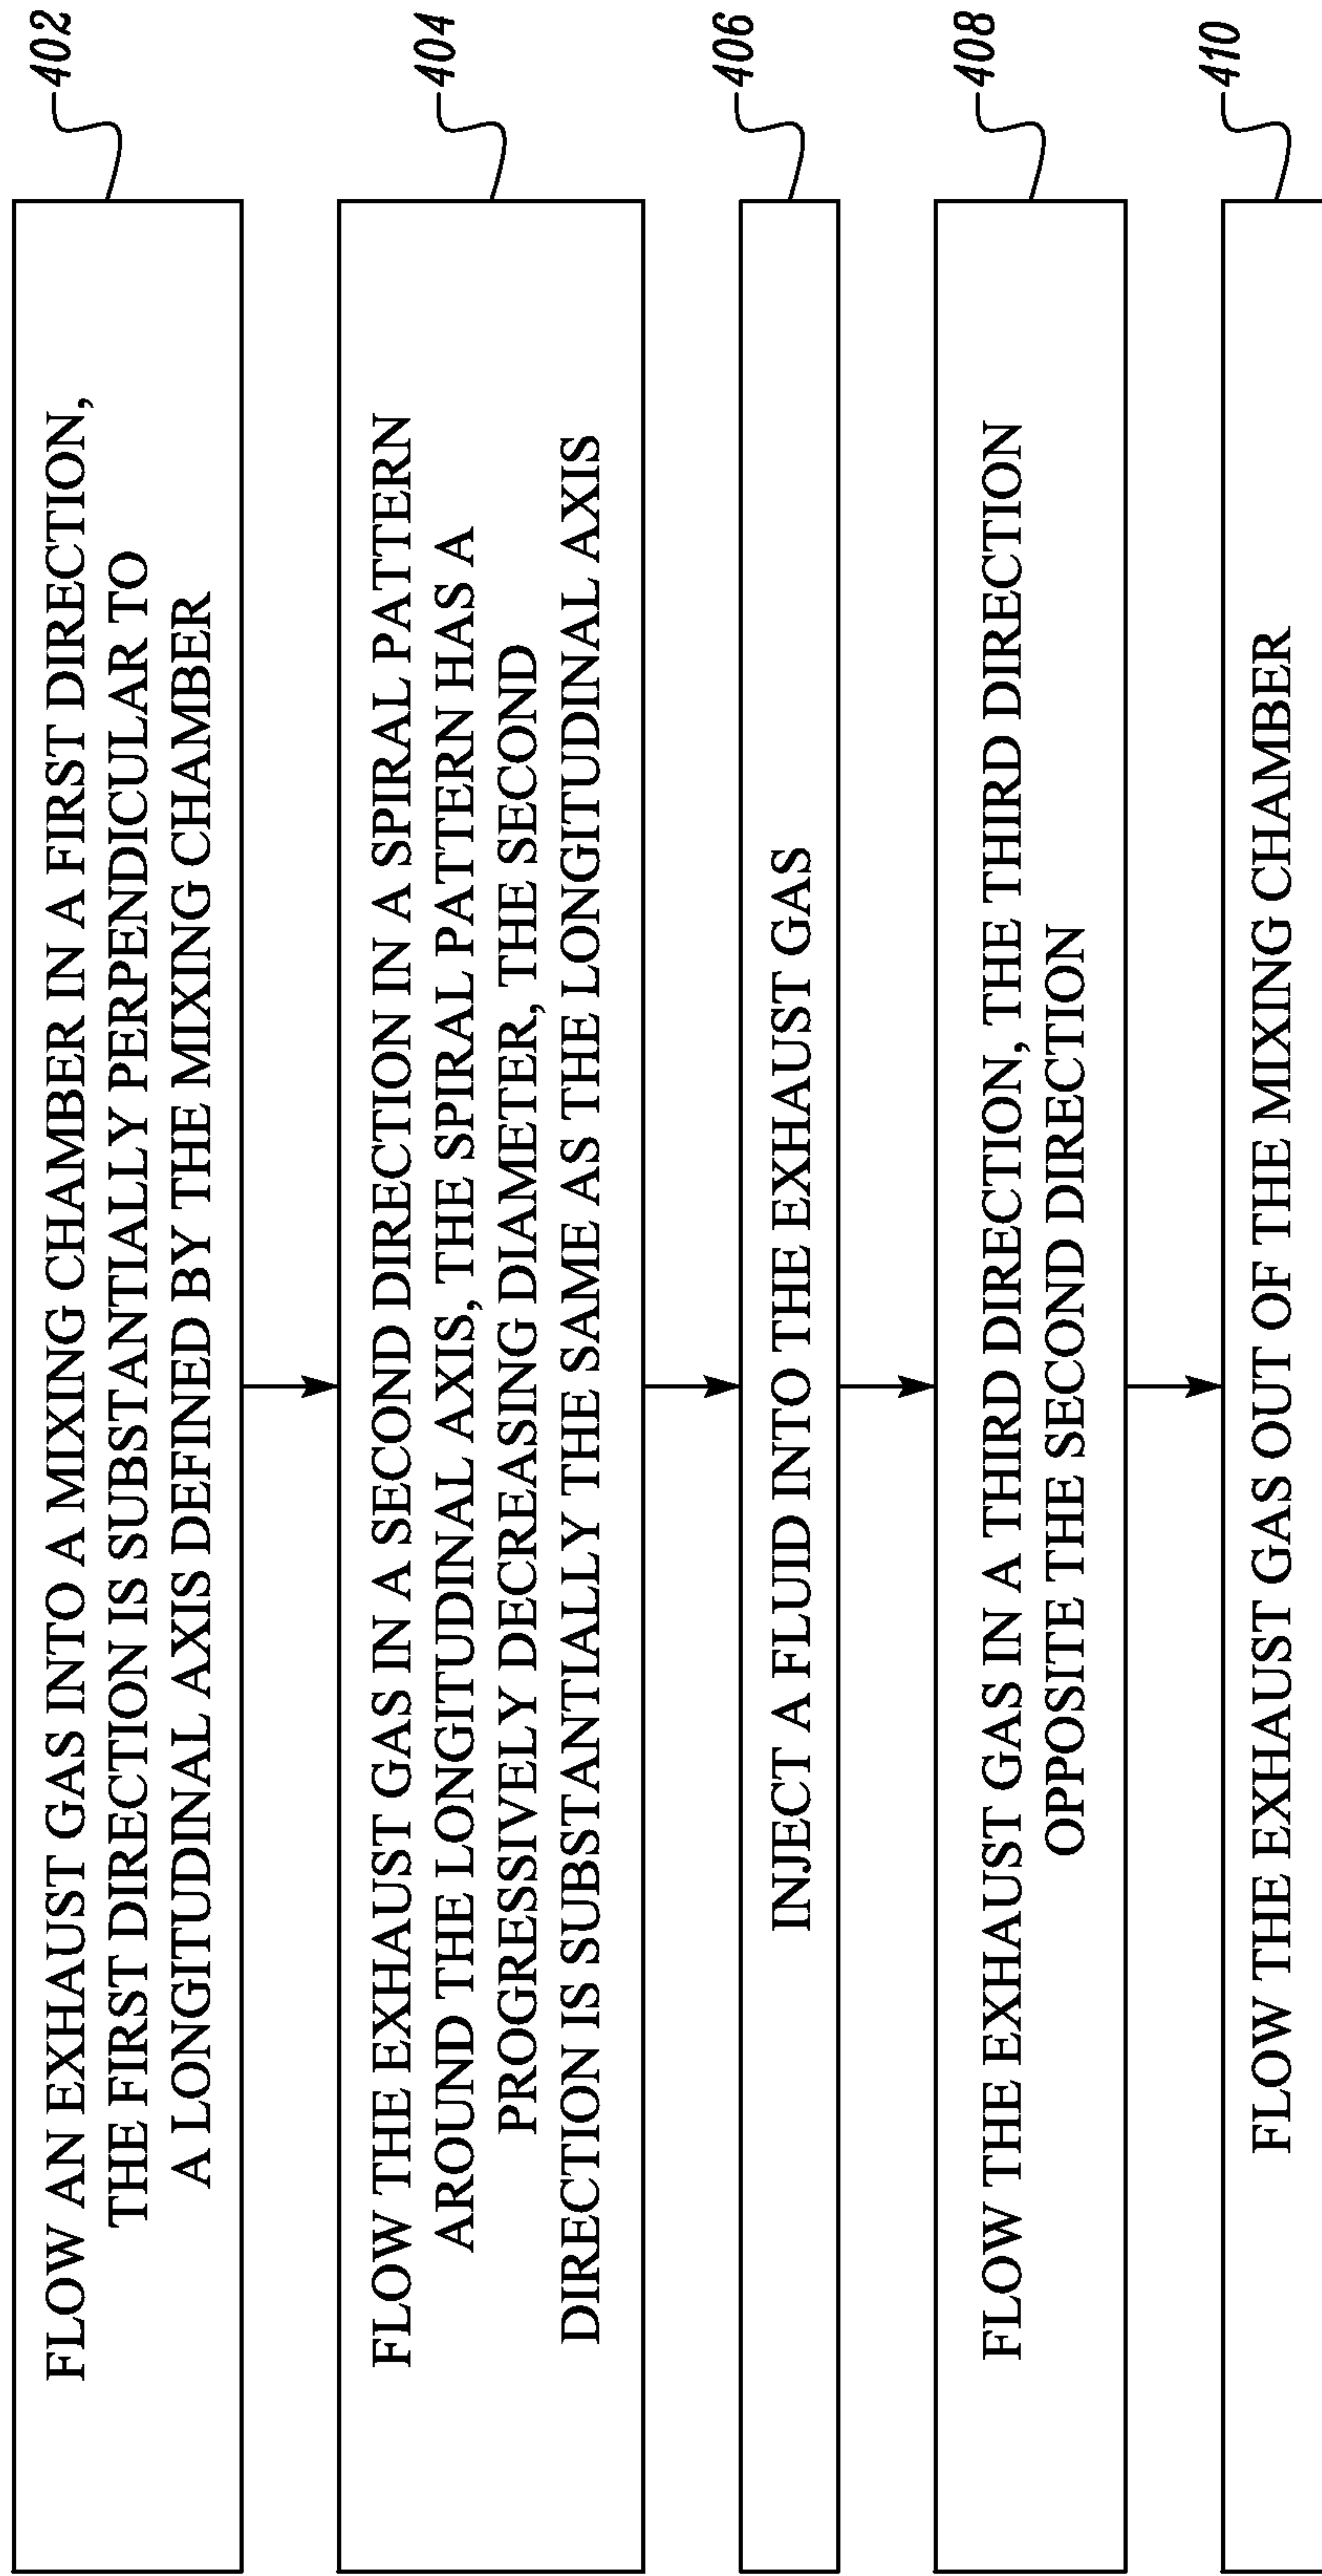 FLOW AN EXHAUST GAS INTO A MIXING CHAMBER IN A FIRST DIRECTION,
THE FIRST DIRECTION IS SUBSTANTIALLY PERPENDICULAR TO
A LONGITUDINAL AXIS DEFINED BY THE MIXING CHAMBER
402
FLOW THE EXHAUST GAS IN A SECOND DIRECTION IN A SPIRAL PATTERN
AROUND THE LONGITUDINAL AXIS, THE SPIRAL PATTERN HAS A
PROGRESSIVELY DECREASING DIAMETER, THE SECOND
DIRECTION IS SUBSTANTIALLY THE SAME AS THE LONGITUDINAL AXIS
404
INJECT A FLUID INTO THE EXHAUST GAS
406
FLOW THE EXHAUST GAS IN A THIRD DIRECTION, THE THIRD DIRECTION
OPPOSITE THE SECOND DIRECTION
408
FLOW THE EXHAUST GAS OUT OF THE MIXING CHAMBER
410